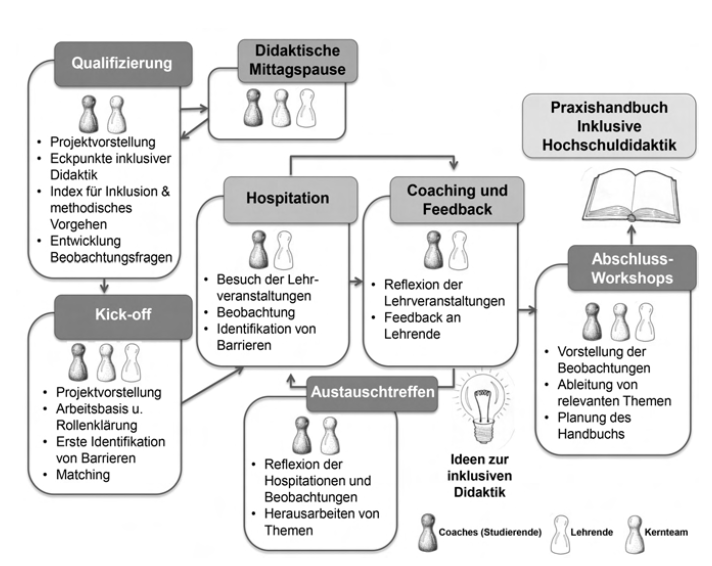 Qualifizierung
• Projektvorstellung
• Eckpunkte inklusiver
Didaktik
• Index für Inklusion &
methodisches
Vorgehen
• Entwicklung
Beobachtungsfragen
Didaktische
Mittagspause
Kick-off
• Projektvorstellung
• Arbeitsbasis u.
Rollenklärung
• Erste Identifikation
von Barrieren
• Matching
Hospitation
• Besuch der Lehr-
veranstaltungen
• Beobachtung
• Identifikation von
Barrieren
Coaching und
Feedback
• Reflexion der
Lehrveranstaltungen
• Feedback an
Lehrende
Austauschtreffen
• Reflexion der
Hospitationen und
Beobachtungen
• Herausarbeiten von
Themen
Ideen zur
inklusiven
Didaktik
Praxishandbuch
Inklusive
Hochschuldidaktik
Abschluss-
Workshops
• Vorstellung der
Beobachtungen
• Ableitung von
relevanten Themen
• Planung des
Handbuchs
Coaches (Studierende)
Lehrende
Kernteam